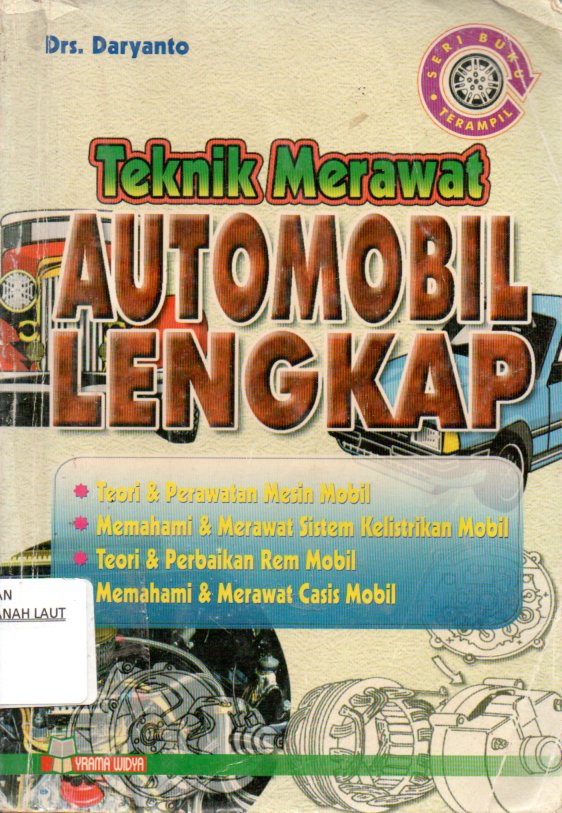 Drs. Daryanto
SERI BUKU
TERAMPIL
Teknik Merawat
AUTOMOBIL
LENGKAP
Teori & Perawatan Mesin Mobil
Memahami & Merawat Sistem Kelistrikan Mobil
Teori & Perbaikan Rem Mobil
Memahami & Merawat Casis Mobil
AN
ANAH LAUT
YRAMA WIDYA